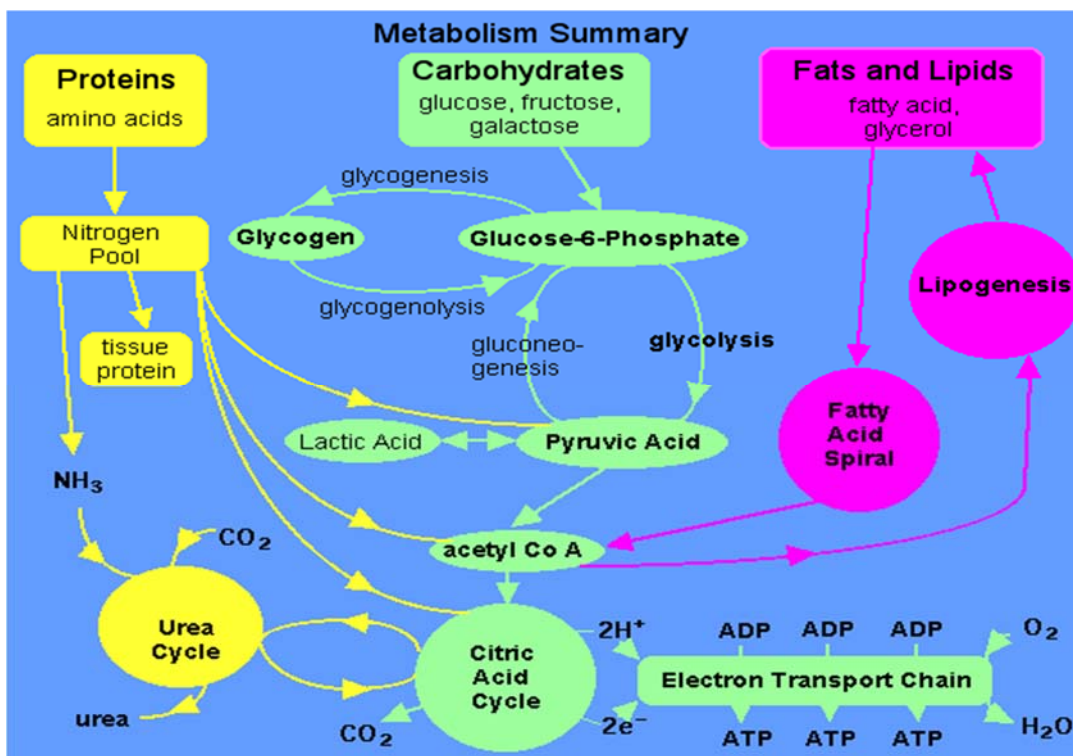 Metabolism Summary
Proteins
amino acids
Carbohydrates
glucose, fructose,
galactose
Fats and Lipids
fatty acid,
glycerol
glycogenesis
Nitrogen
Pool
Glycogen
Glucose-6-Phosphate
Lipogenesis
glycogenolysis
tissue
protein
gluconeo-
genesis
glycolysis
Fatty
Acid
Spiral
Lactic Acid
Pyruvic Acid
NH₃
CO₂
acetyl Co A
Urea
Cycle
urea
Citric
Acid
Cycle
CO₂
2H⁺
2e⁻
ADP ADP ADP
O₂
Electron Transport Chain
ATP ATP ATP
H₂O